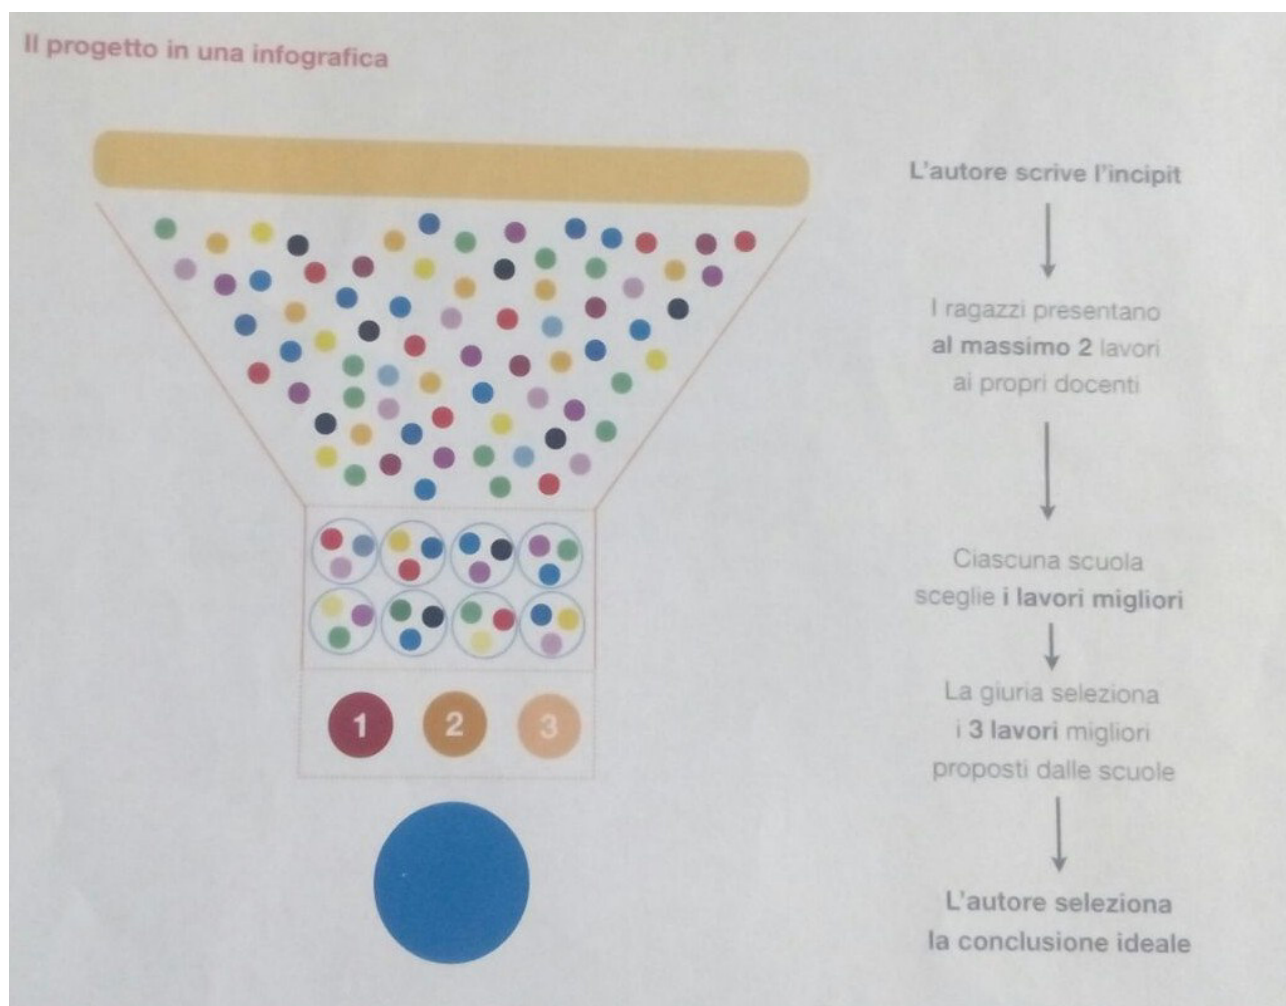 Il progetto in una infografica
L'autore scrive l'incipit
I ragazzi presentano
al massimo 2 lavori
ai propri docenti
Ciascuna scuola
sceglie i lavori migliori
La giuria seleziona
i 3 lavori migliori
proposti dalle scuole
1 2 3
L'autore seleziona
la conclusione ideale